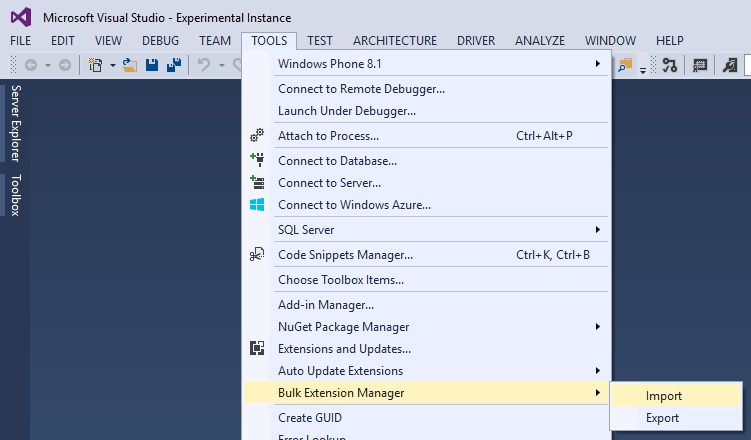 Microsoft Visual Studio - Experimental Instance
FILE EDIT VIEW DEBUG TEAM TOOLS TEST ARCHITECTURE DRIVER ANALYZE WINDOW HELP
Server Explorer
Toolbox
Windows Phone 8.1
Connect to Remote Debugger...
Launch Under Debugger...
Attach to Process... Ctrl+Alt+P
Connect to Database...
Connect to Server...
Connect to Windows Azure...
SQL Server
Code Snippets Manager... Ctrl+K, Ctrl+B
Choose Toolbox Items...
Add-in Manager...
NuGet Package Manager
Extensions and Updates...
Auto Update Extensions
Bulk Extension Manager
Import
Export
Create GUID
Error Lookup